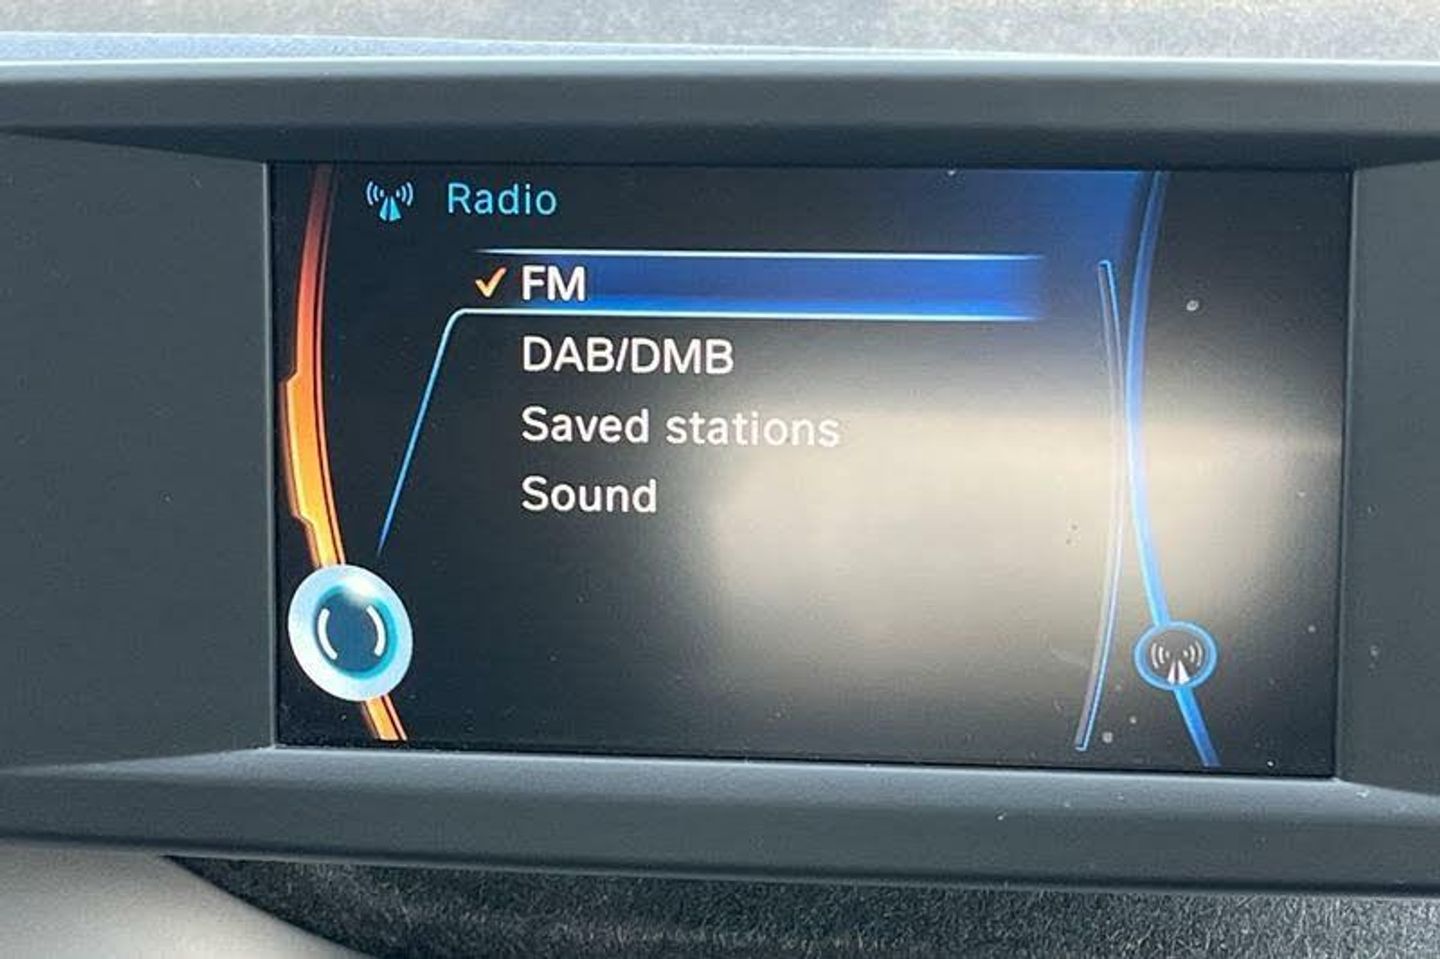 Radio
FM
DAB/DMB
Saved stations
Sound